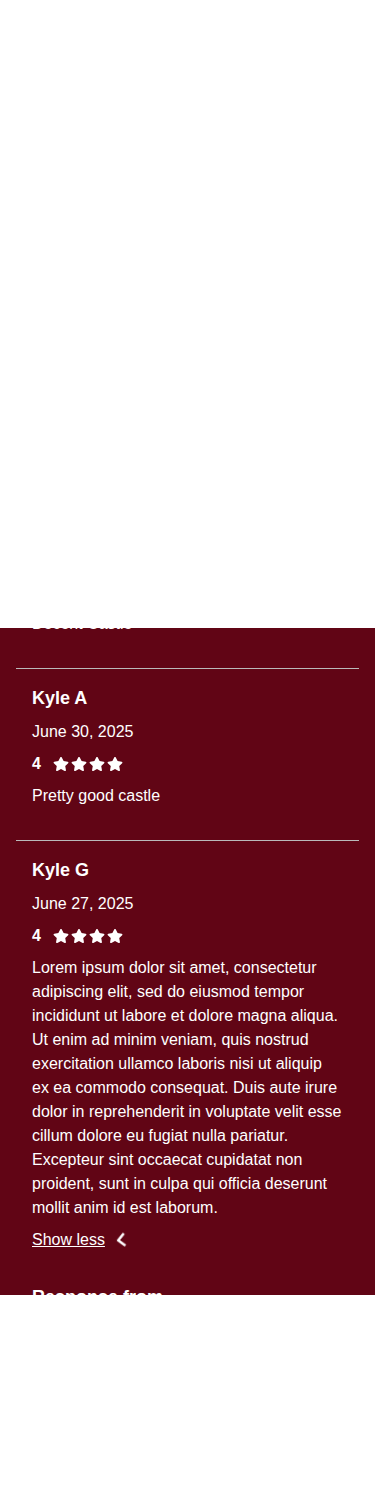 Kyle A
June 30, 2025
4
Pretty good castle
Kyle G
June 27, 2025
4
Lorem ipsum dolor sit amet, consectetur
adipiscing elit, sed do eiusmod tempor
incididunt ut labore et dolore magna aliqua.
Ut enim ad minim veniam, quis nostrud
exercitation ullamco laboris nisi ut aliquip
ex ea commodo consequat. Duis aute irure
dolor in reprehenderit in voluptate velit esse
cillum dolore eu fugiat nulla pariatur.
Excepteur sint occaecat cupidatat non
proident, sunt in culpa qui officia deserunt
mollit anim id est laborum.
Show less
Response from